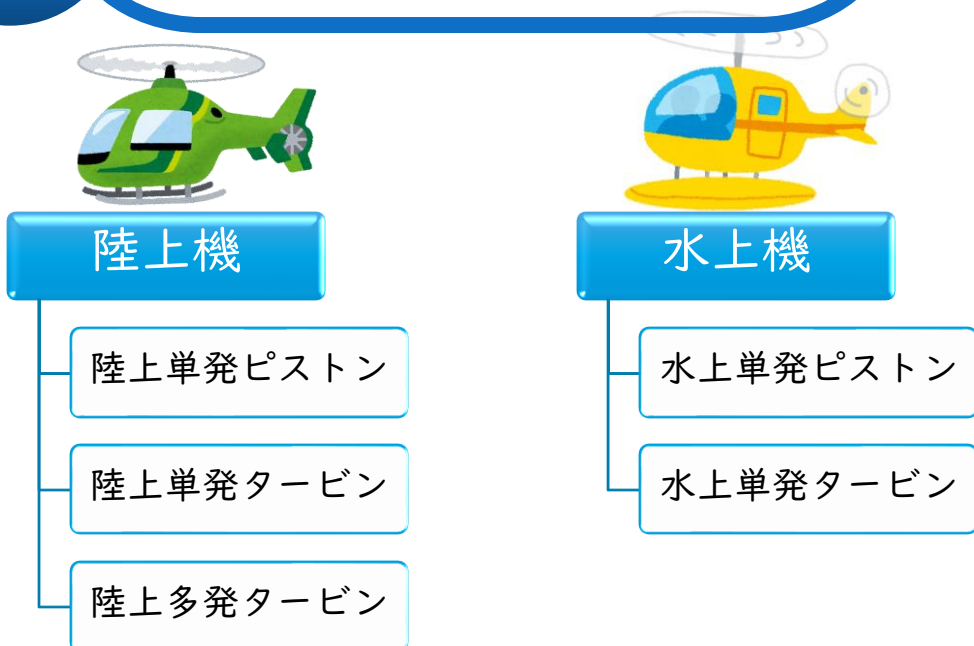 陸上機
陸上単発ピストン
陸上単発タービン
陸上多発タービン
水上機
水上単発ピストン
水上単発タービン